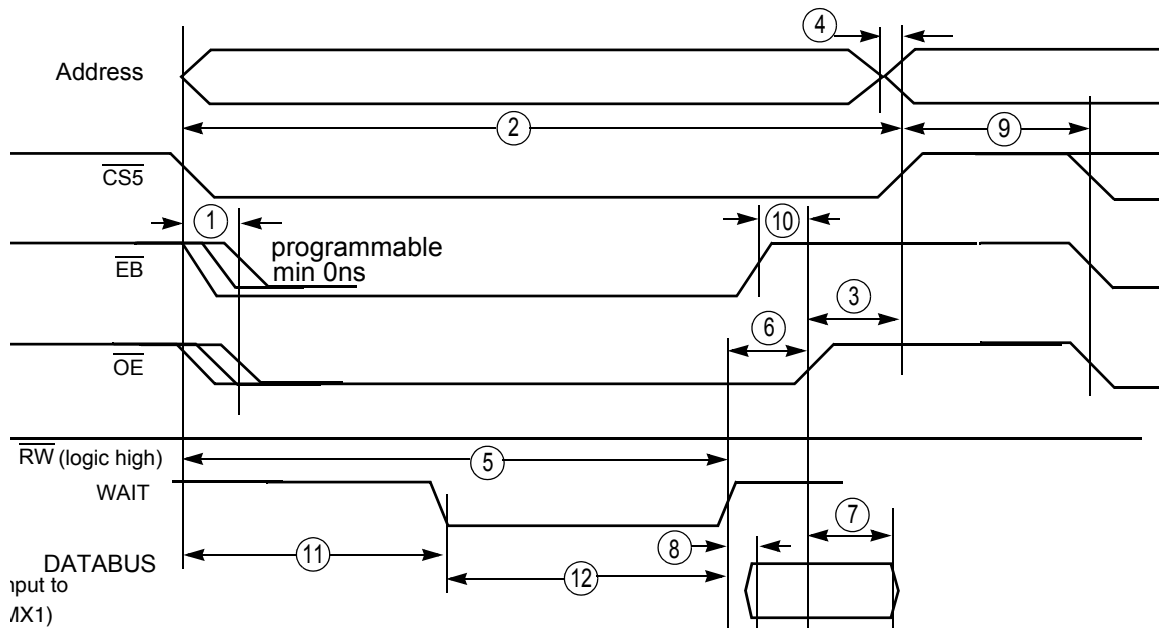 4
Address
2
9
CS5
1
10
programmable
min 0ns
EB
3
6
OE
RW (logic high)
5
WAIT
7
8
11
DATABUS
12
nput to
MX1)